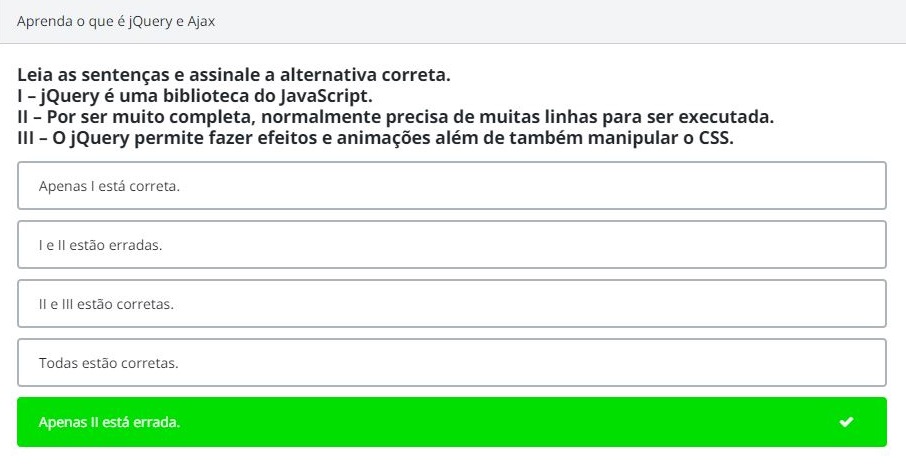 Aprenda o que é jQuery e Ajax
Leia as sentenças e assinale a alternativa correta.
I – jQuery é uma biblioteca do JavaScript.
II – Por ser muito completa, normalmente precisa de muitas linhas para ser executada.
III – O jQuery permite fazer efeitos e animações além de também manipular o CSS.
Apenas I está correta.
I e II estão erradas.
II e III estão corretas.
Todas estão corretas.
Apenas II está errada.